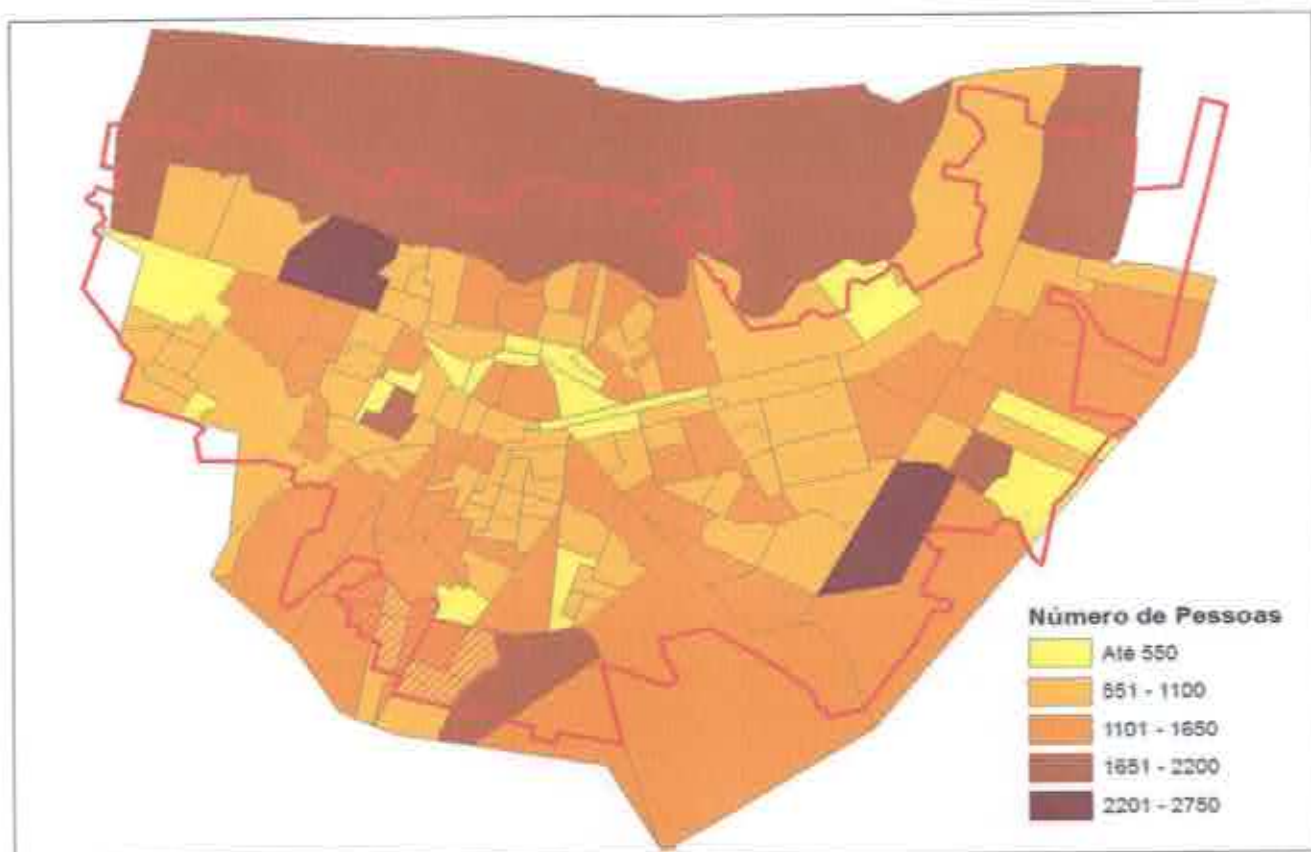 Número de Pessoas
Até 550
551 - 1100
1101 - 1650
1651 - 2200
2201 - 2750